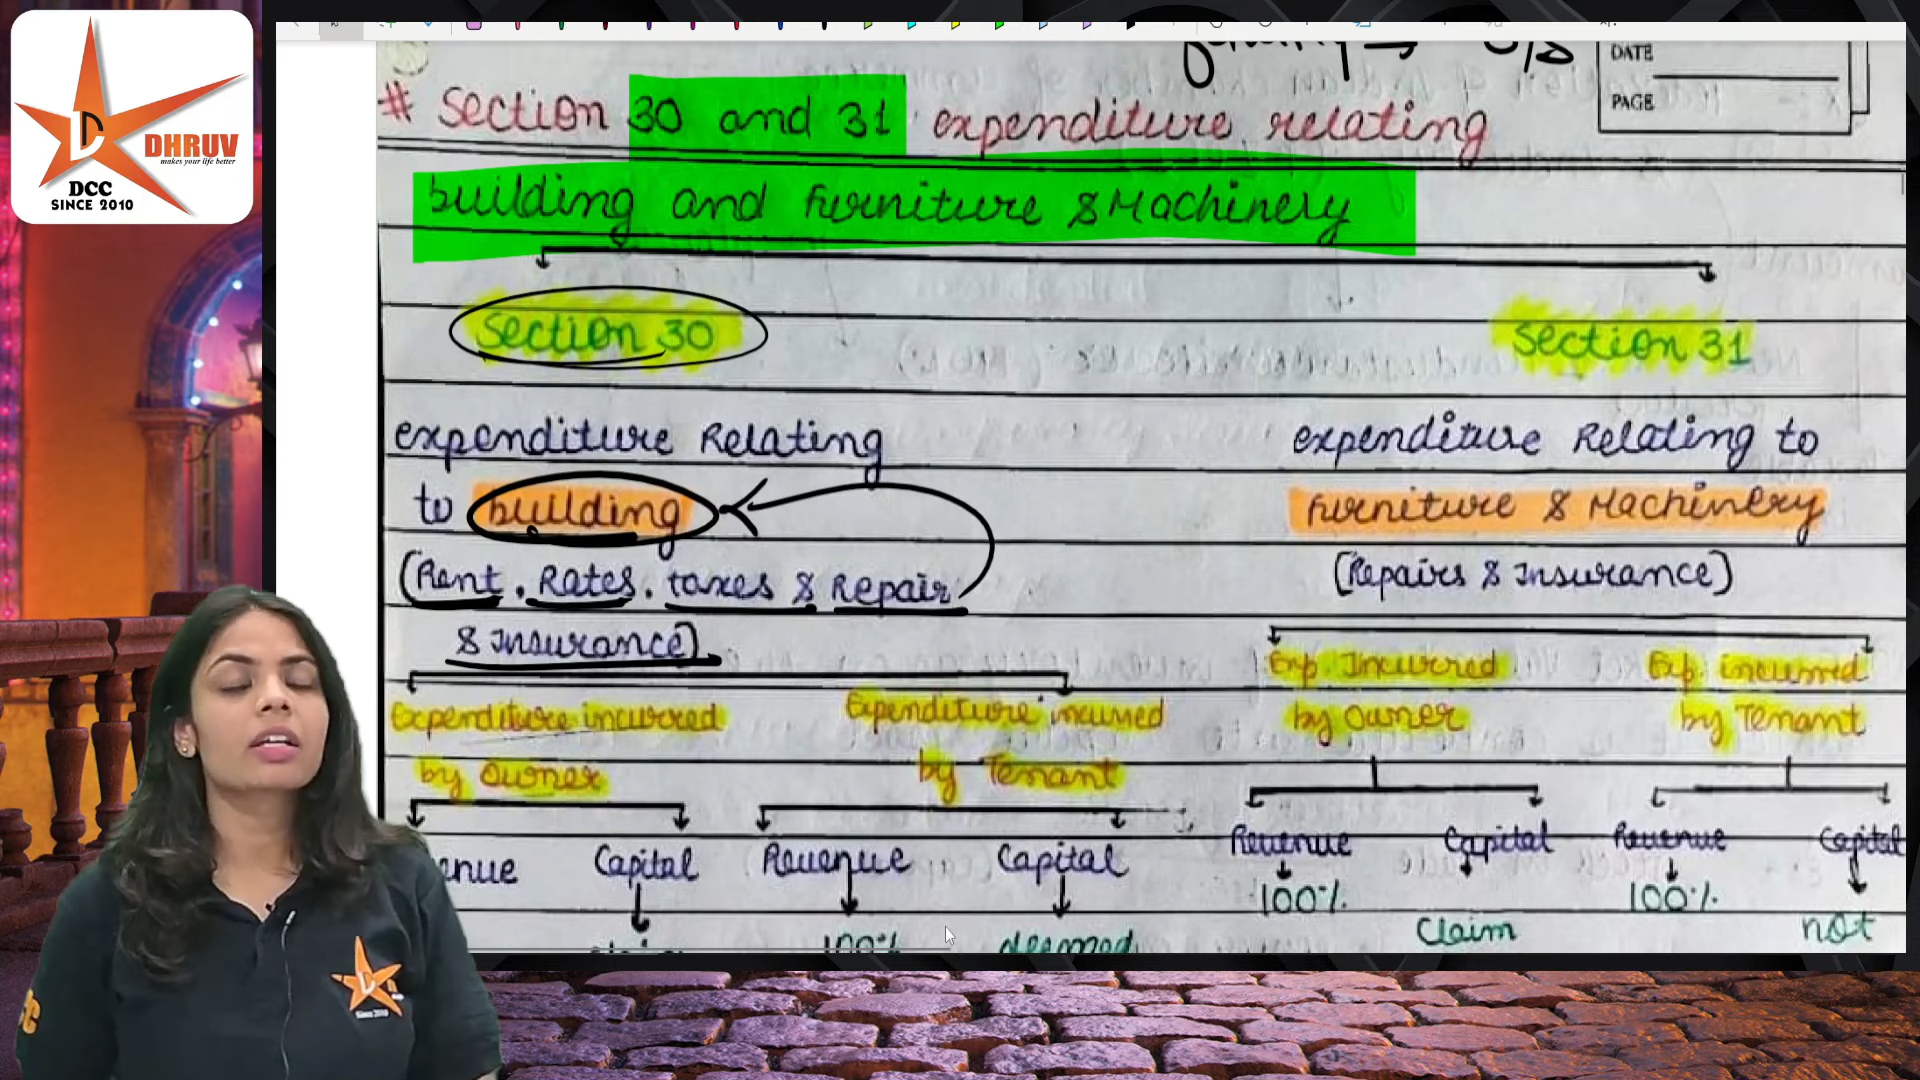 DHRUV
makes your life better
DCC
SINCE 2010
DATE
PAGE
# Section 30 and 31 expenditure relating
building and furniture & Machinery
Section 30
Section 31
expenditure Relating
to building
(Rent, Rates, taxes & Repair
& Insurance)
expenditure Relating to
furniture & Machinery
(Repairs & Insurance)
Expenditure incurred
by Owner
Expenditure incurred
by Tenant
Exp. Incurred
by Owner
Exp. incurred
by Tenant
enue
Capital
Revenue
Capital
Revenue
Capital
Revenue
Capital
100%
deemed
100%
Claim
100%
not